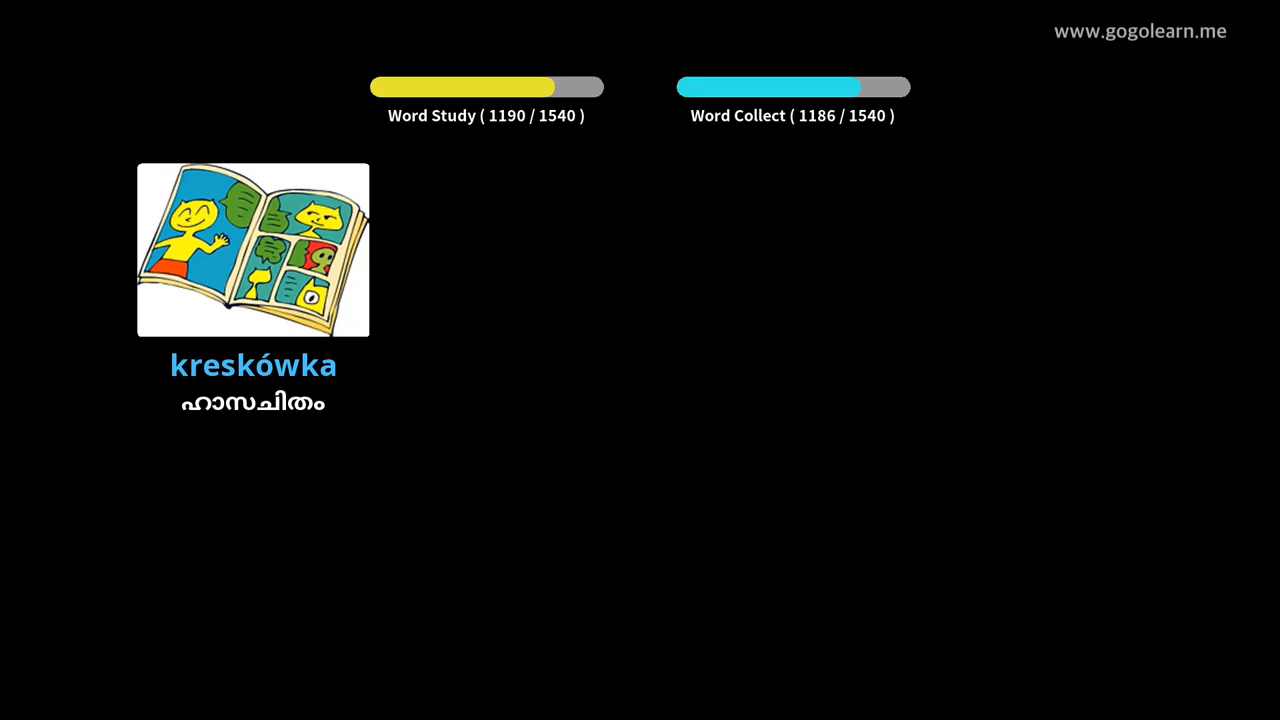 www.gogolearn.me
Word Study ( 1190 / 1540 )
Word Collect ( 1186 / 1540 )
kreskówka
ഹാസചിതം